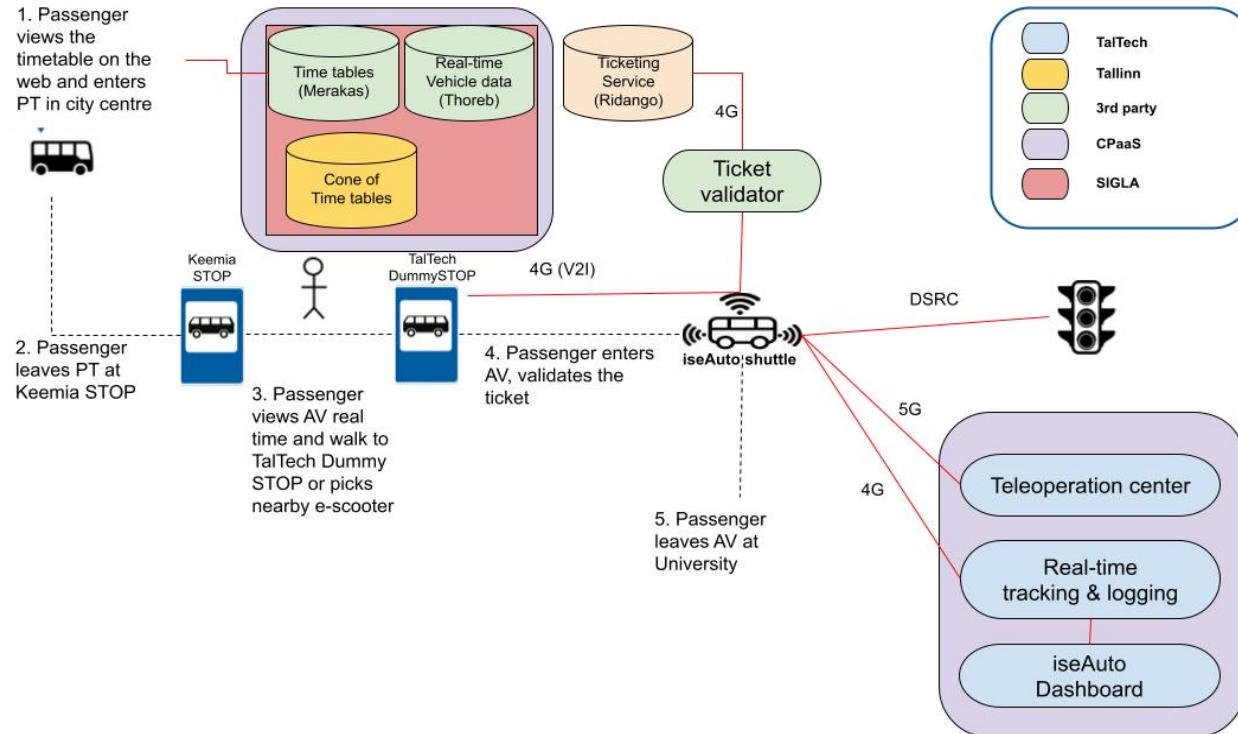 1. Passenger
views the
timetable on the
web and enters
PT in city centre
Time tables
(Merakas)
Real-time
Vehicle data
(Thoreb)
Cone of
Time tables
Ticketing
Service
(Ridango)
4G
Ticket
validator
TalTech
Tallinn
3rd party
CPaaS
SIGLA
Keemia
STOP
TalTech
DummySTOP
4G (V2I)
DSRC
iseAuto shuttle
2. Passenger
leaves PT at
Keemia STOP
3. Passenger
views AV real
time and walk to
TalTech Dummy
STOP or picks
nearby e-scooter
4. Passenger enters
AV, validates the
ticket
5. Passenger
leaves AV at
University
5G
4G
Teleoperation center
Real-time
tracking & logging
iseAuto
Dashboard